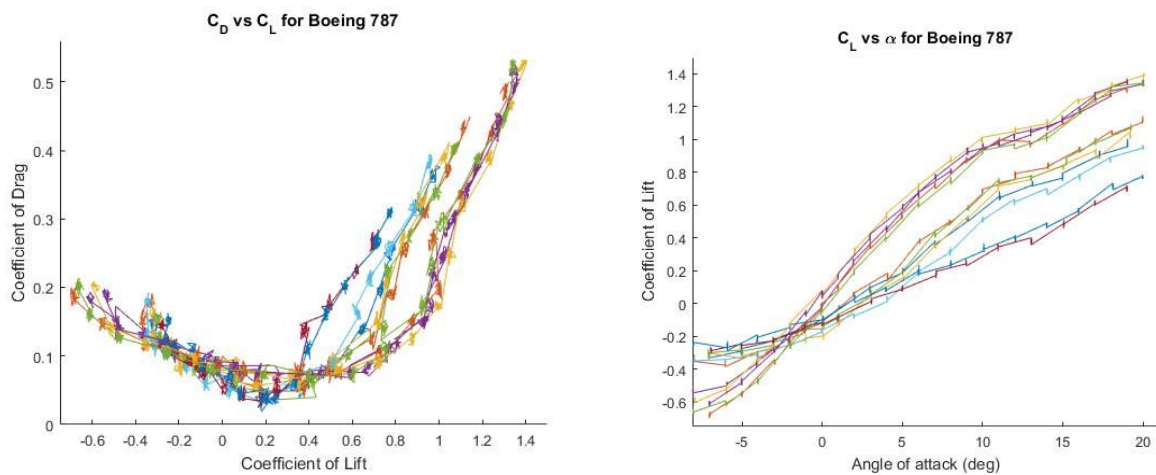 C_D vs C_L for Boeing 787
0.5
0.4
0.3
0.2
0.1
0
Coefficient of Drag
-0.6 -0.4 -0.2 0 0.2 0.4 0.6 0.8 1 1.2 1.4
Coefficient of Lift
C_L vs α for Boeing 787
1.4
1.2
1
0.8
0.6
0.4
0.2
0
-0.2
-0.4
-0.6
Coefficient of Lift
-5 0 5 10 15 20
Angle of attack (deg)